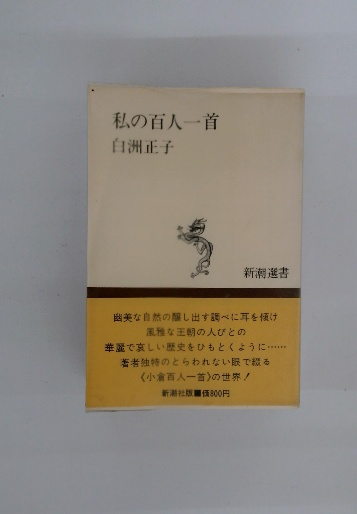 私の百人一首
白洲正子
新潮選書
幽美な自然の醸し出す調べに耳を傾け
風雅な王朝の人びとの
華麗で哀しい歴史をひもとくように……
著者独特のとらわれない眼で綴る
《小倉百人一首》の世界！
新潮社版■価800円